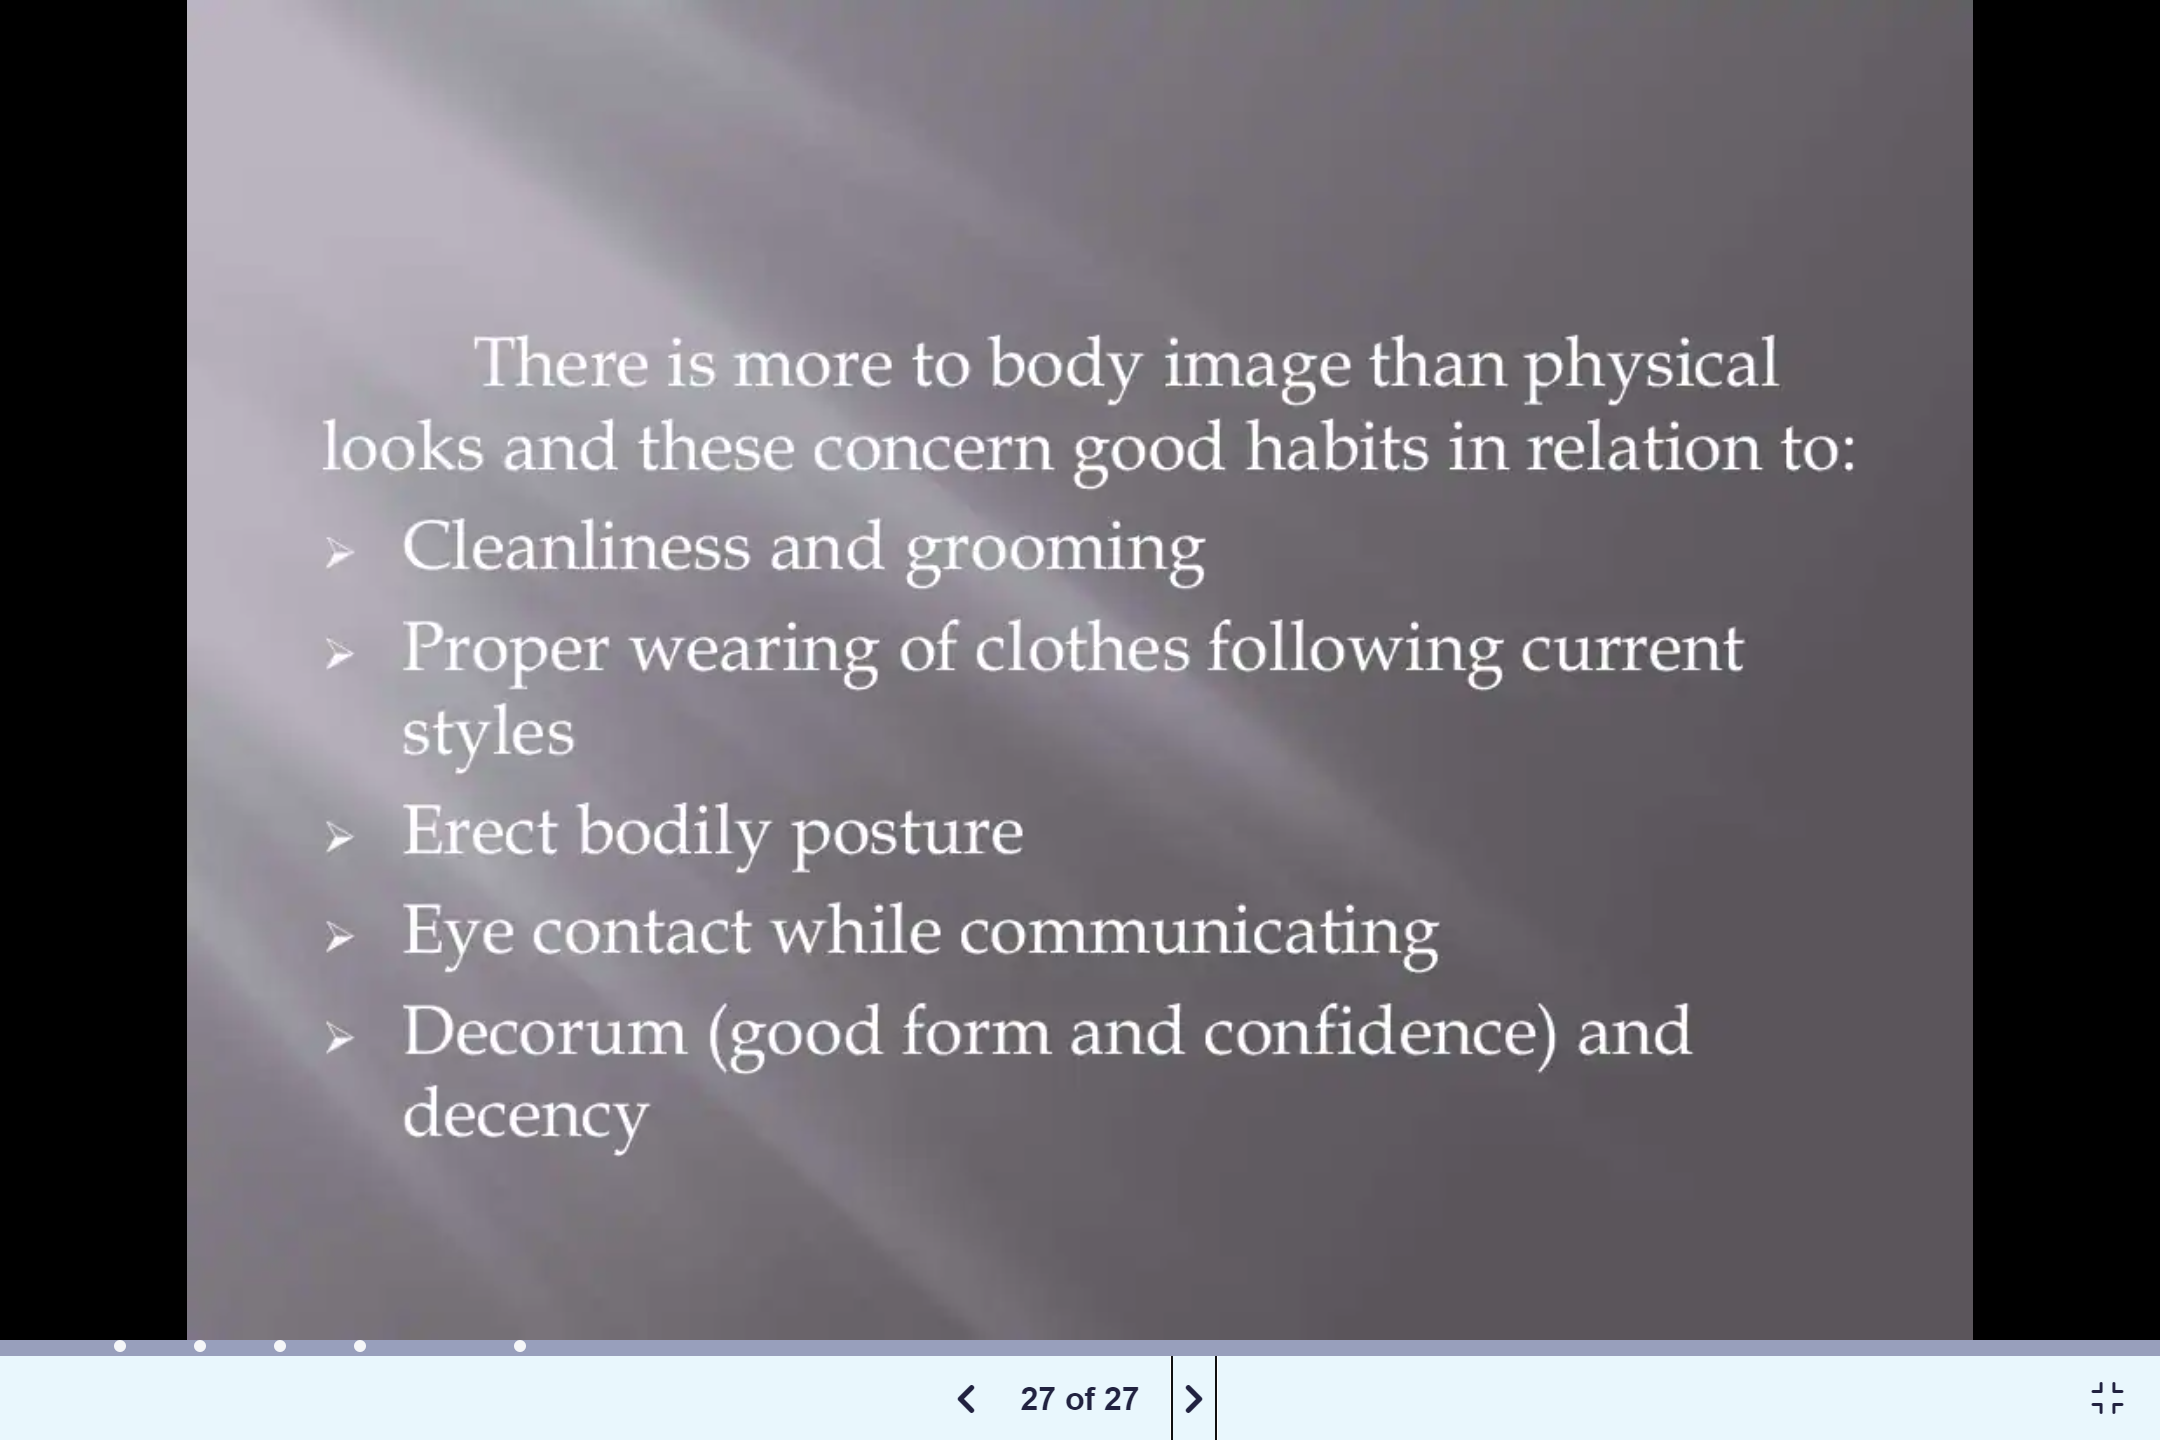 There is more to body image than physical
looks and these concern good habits in relation to:
➢ Cleanliness and grooming
➢ Proper wearing of clothes following current
styles
➢ Erect bodily posture
➢ Eye contact while communicating
➢ Decorum (good form and confidence) and
decency
27 of 27